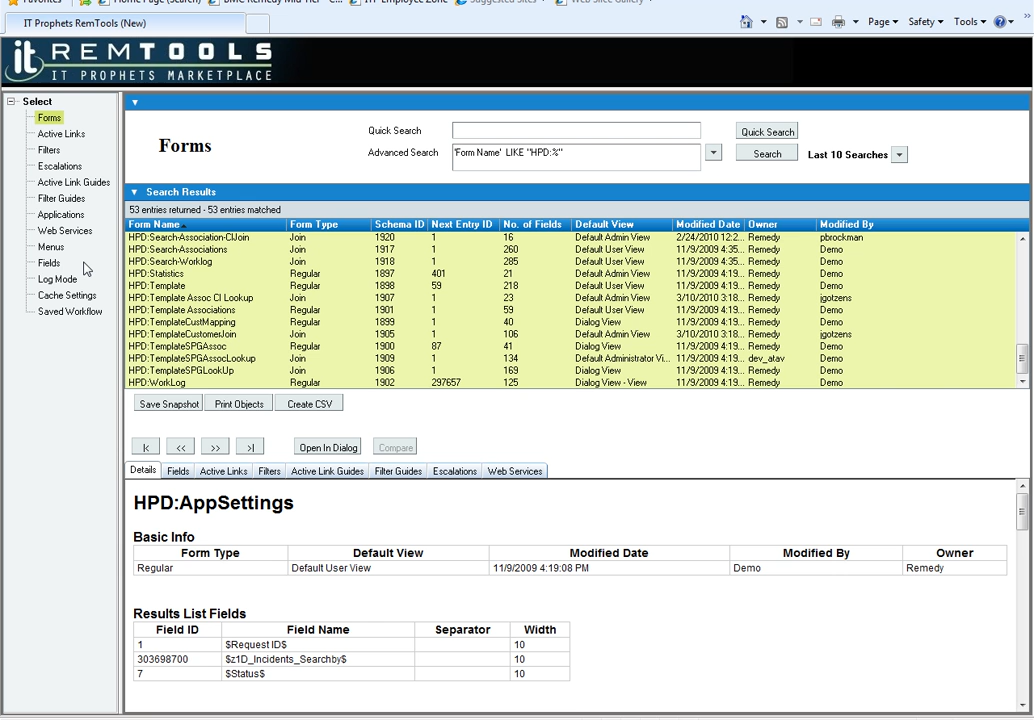 Favorites
Home Page (Search)
BMC Remedy Mid-Tier - C...
IT Employee Zone
Suggested Sites
Web Slice Gallery
IT Prophets RemTools (New)
Page
Safety
Tools
it REMTOOLS
IT PROPHETS MARKETPLACE
Select
Forms
Active Links
Filters
Escalations
Active Link Guides
Filter Guides
Applications
Web Services
Menus
Fields
Log Mode
Cache Settings
Saved Workflow
Forms
Quick Search
Quick Search
Advanced Search
'Form Name' LIKE "HPD:%"
Search
Last 10 Searches
Search Results
53 entries returned - 53 entries matched
Form Name Form Type Schema ID Next Entry ID No. of Fields Default View Modified Date Owner Modified By
HPD:Search-Association-CIJoin Join 1920 1 16 Default Admin View 2/24/2010 12:2... Remedy pbrockman
HPD:Search-Associations Join 1917 1 260 Default User View 11/9/2009 4:35... Remedy Demo
HPD:Search-Worklog Join 1918 1 285 Default User View 11/9/2009 4:35... Remedy Demo
HPD:Statistics Regular 1897 401 21 Default Admin View 11/9/2009 4:19... Remedy Demo
HPD:Template Regular 1898 59 218 Default User View 11/9/2009 4:19... Remedy Demo
HPD:Template Assoc CI Lookup Join 1907 1 23 Default Admin View 3/10/2010 3:18... Remedy jgotzens
HPD:Template Associations Regular 1901 1 59 Default User View 11/9/2009 4:19... Remedy Demo
HPD:TemplateCustMapping Regular 1899 1 40 Dialog View 11/9/2009 4:19... Remedy Demo
HPD:TemplateCustomerJoin Join 1905 1 106 Default Admin View 3/10/2010 3:18... Remedy jgotzens
HPD:TemplateSPGAssoc Regular 1900 87 41 Dialog View 11/9/2009 4:19... Remedy Demo
HPD:TemplateSPGAssocLookup Join 1909 1 134 Default Administrator Vi... 11/9/2009 4:19... dev_atav Demo
HPD:TemplateSPGLookUp Join 1906 1 169 Dialog View 11/9/2009 4:19... Remedy Demo
HPD:WorkLog Regular 1902 297657 125 Dialog View - View 11/9/2009 4:19... Remedy Demo
Save Snapshot Print Objects Create CSV
|< << >> >| Open In Dialog Compare
Details Fields Active Links Filters Active Link Guides Filter Guides Escalations Web Services
HPD:AppSettings
Basic Info
Form Type Default View Modified Date Modified By Owner
Regular Default User View 11/9/2009 4:19:08 PM Demo Remedy
Results List Fields
Field ID Field Name Separator Width
1 $Request ID$ 10
303698700 $z1D_Incidents_Searchby$ 10
7 $Status$ 10